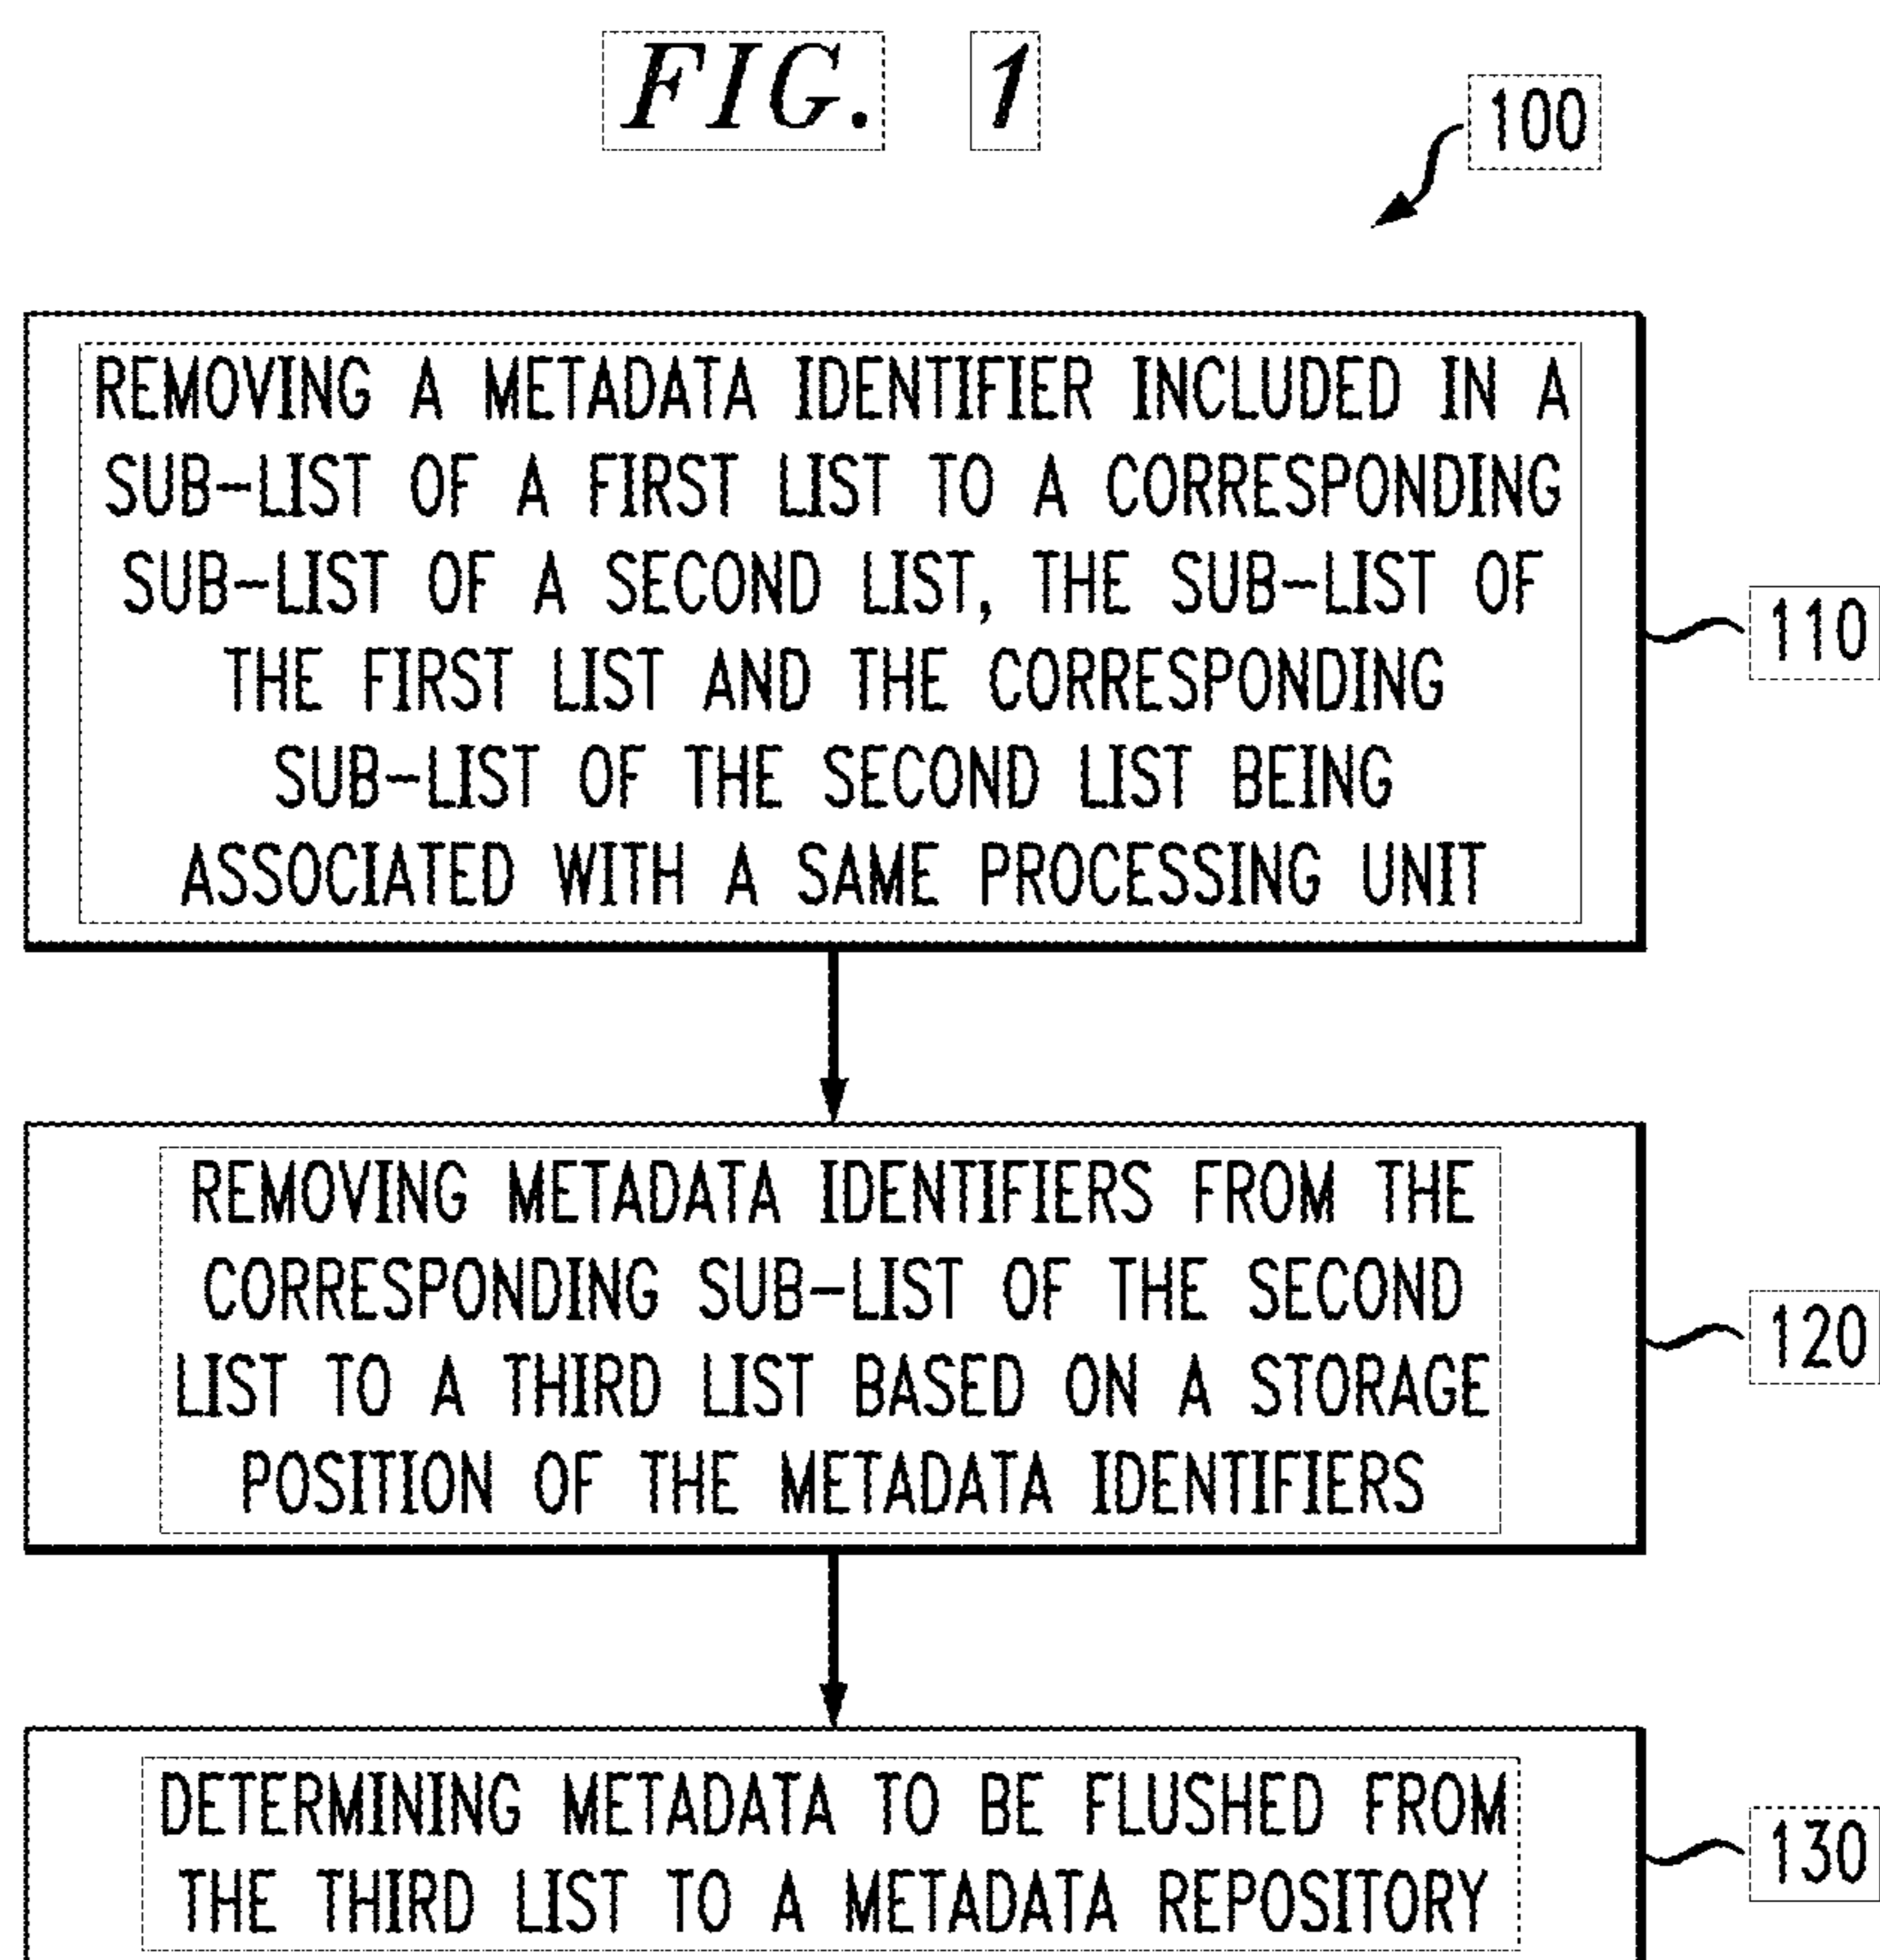 FIG. 1
100
REMOVING A METADATA IDENTIFIER INCLUDED IN A
SUB-LIST OF A FIRST LIST TO A CORRESPONDING
SUB-LIST OF A SECOND LIST, THE SUB-LIST OF
THE FIRST LIST AND THE CORRESPONDING
SUB-LIST OF THE SECOND LIST BEING
ASSOCIATED WITH A SAME PROCESSING UNIT
110
REMOVING METADATA IDENTIFIERS FROM THE
CORRESPONDING SUB-LIST OF THE SECOND
LIST TO A THIRD LIST BASED ON A STORAGE
POSITION OF THE METADATA IDENTIFIERS
120
DETERMINING METADATA TO BE FLUSHED FROM
THE THIRD LIST TO A METADATA REPOSITORY
130